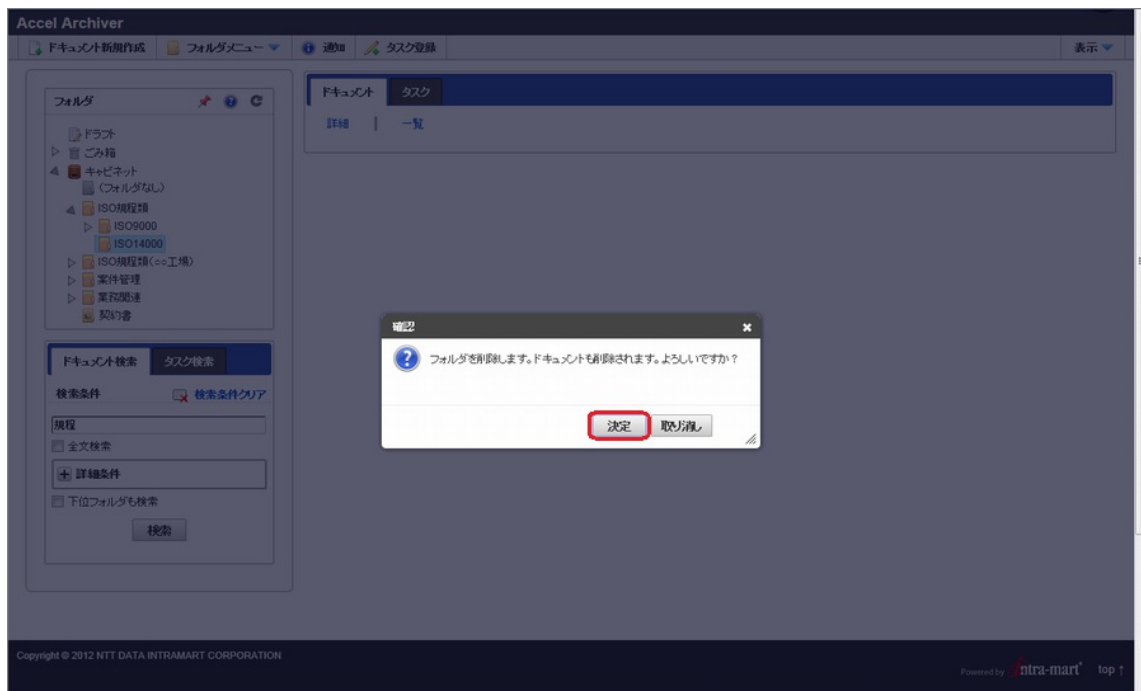 Accel Archiver
ドキュメント新規作成 フォルダメニュー 通知 タスク登録 表示
フォルダ
ドラフト
ごみ箱
キャビネット
(フォルダなし)
ISO規程類
ISO9000
ISO14000
ISO規程類(○○工場)
案件管理
業務関連
契約書
ドキュメント タスク
詳細 | 一覧
確認
フォルダを削除します。ドキュメントも削除されます。よろしいですか?
決定 取り消し
ドキュメント検索 タスク検索
検索条件 検索条件クリア
規程
全文検索
詳細条件
下位フォルダも検索
検索
Copyright © 2012 NTT DATA INTRAMART CORPORATION
Powered by intra-mart top ↑